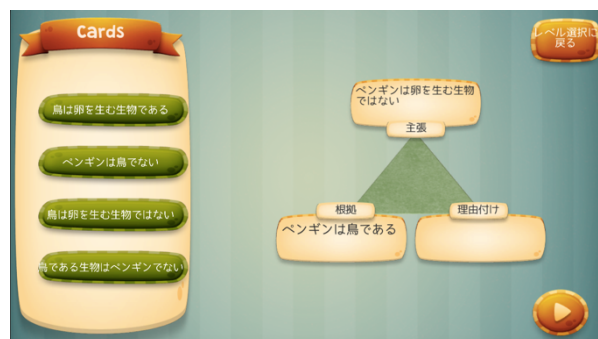 Cards
鳥は卵を生む生物である
ペンギンは鳥でない
鳥は卵を生む生物ではない
鳥である生物はペンギンでない
ペンギンは卵を生む生物
ではない
主張
根拠
ペンギンは鳥である
理由付け
レベル選択に
戻る